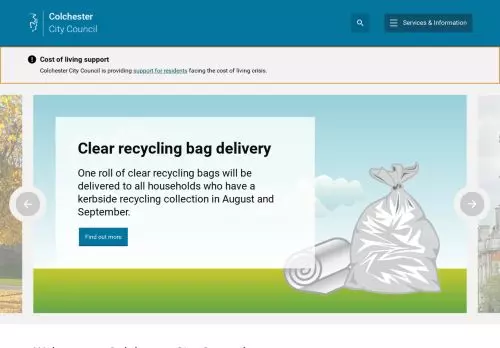 Colchester
City Council
Services & Information
Cost of living support
Colchester City Council is providing support for residents facing the cost of living crisis.
Clear recycling bag delivery
One roll of clear recycling bags will be
delivered to all households who have a
kerbside recycling collection in August and
September.
Find out more